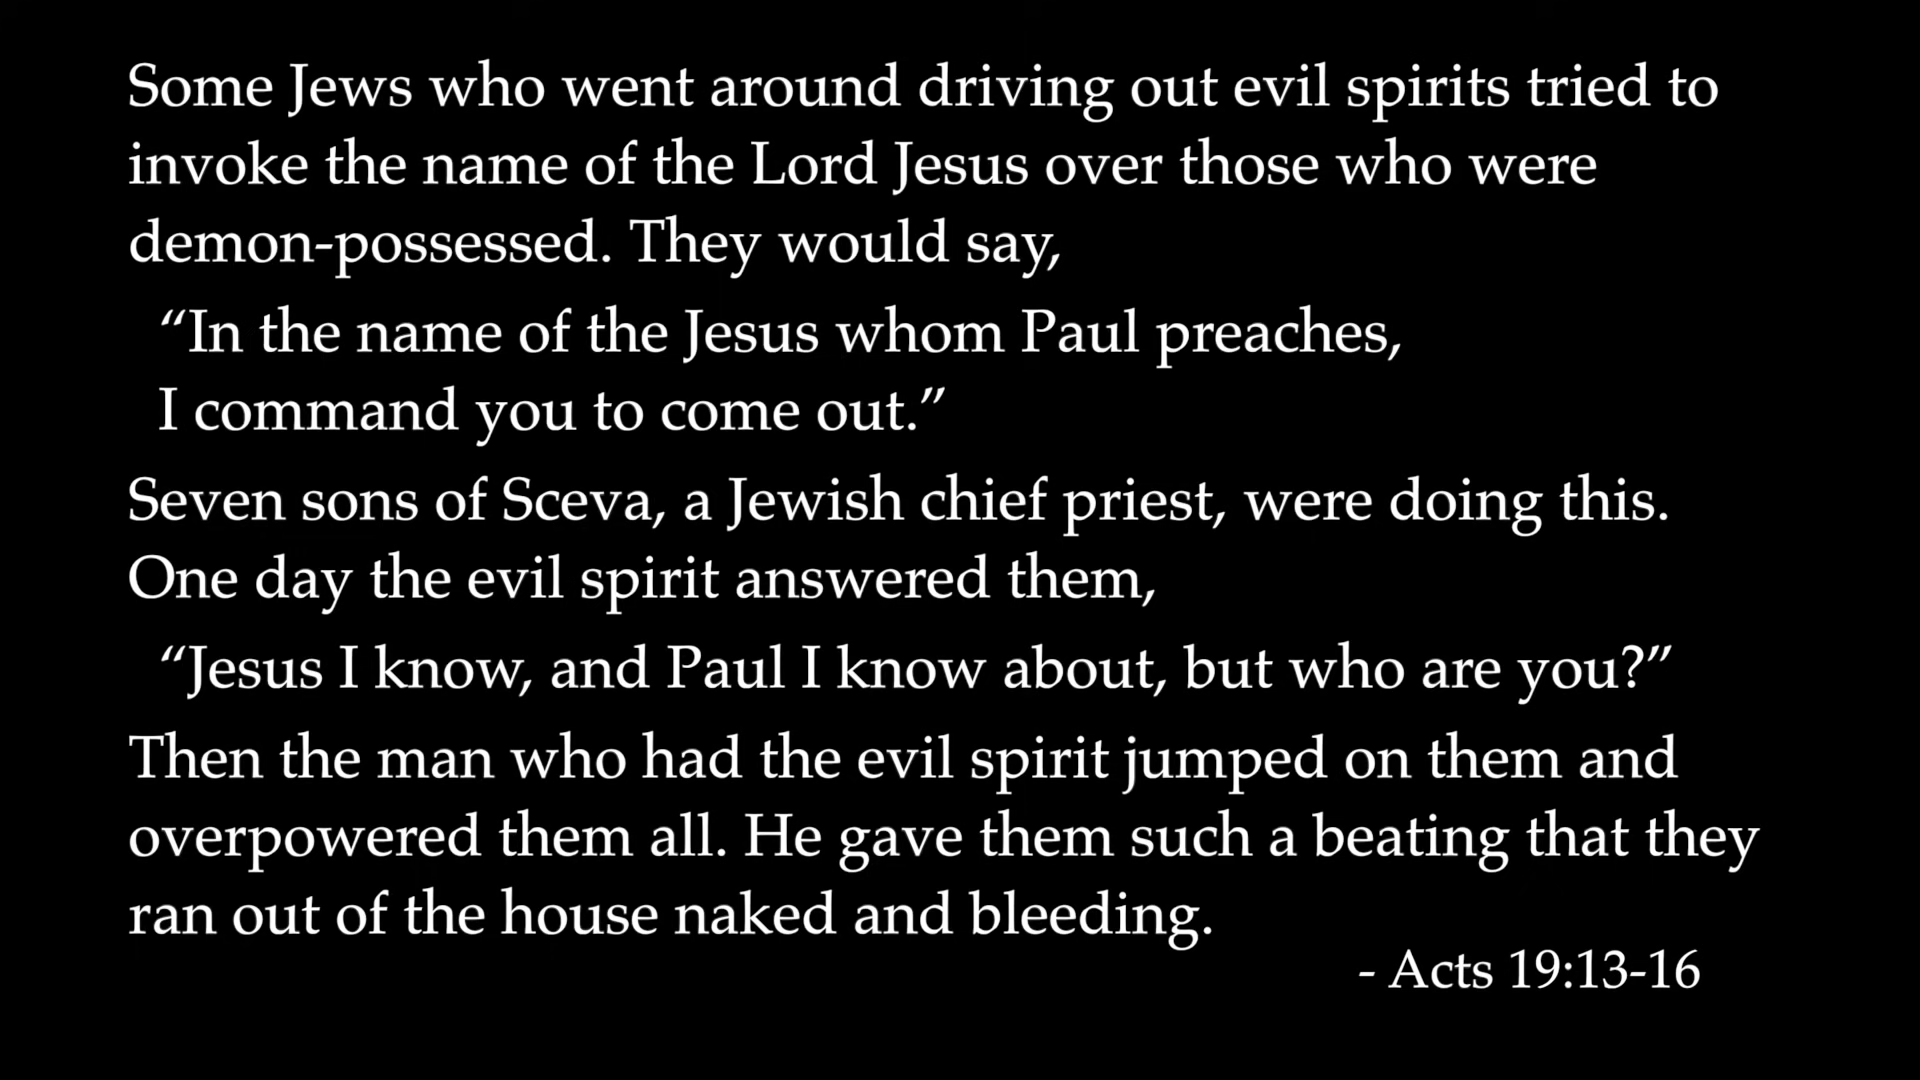 Some Jews who went around driving out evil spirits tried to
invoke the name of the Lord Jesus over those who were
demon-possessed. They would say,
“In the name of the Jesus whom Paul preaches,
I command you to come out.”
Seven sons of Sceva, a Jewish chief priest, were doing this.
One day the evil spirit answered them,
“Jesus I know, and Paul I know about, but who are you?”
Then the man who had the evil spirit jumped on them and
overpowered them all. He gave them such a beating that they
ran out of the house naked and bleeding.
- Acts 19:13-16